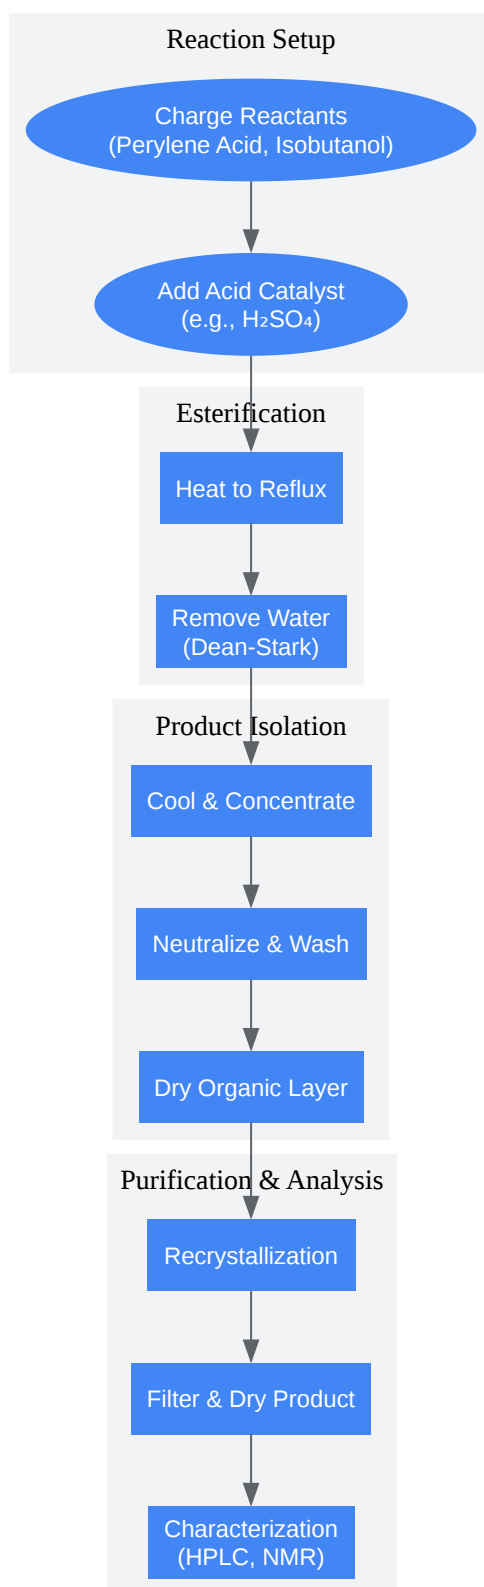 Reaction Setup
Charge Reactants
(Perylene Acid, Isobutanol)
Add Acid Catalyst
(e.g., H₂SO₄)
Esterification
Heat to Reflux
Remove Water
(Dean-Stark)
Product Isolation
Cool & Concentrate
Neutralize & Wash
Dry Organic Layer
Purification & Analysis
Recrystallization
Filter & Dry Product
Characterization
(HPLC, NMR)